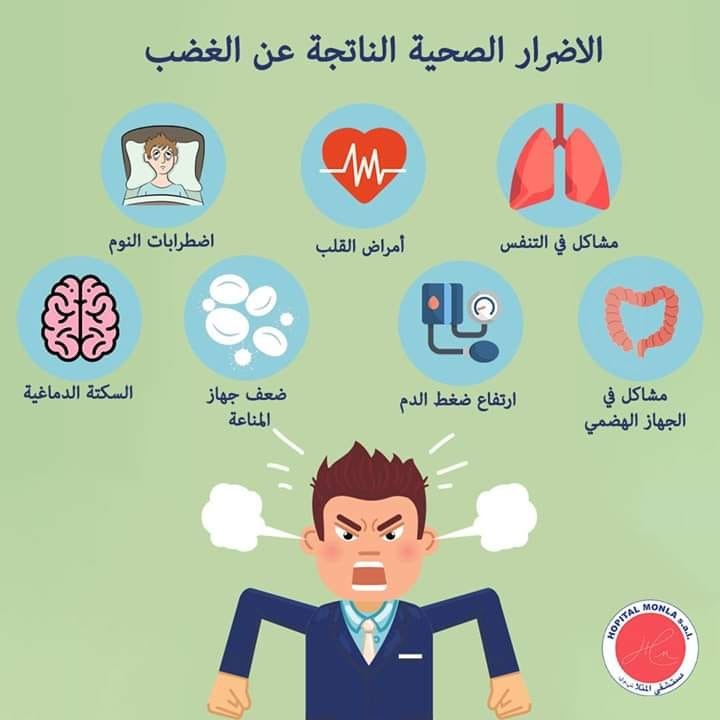 الاضرار الصحية الناتجة عن الغضب
مشاكل في التنفس
أمراض القلب
اضطرابات النوم
مشاكل في
الجهاز الهضمي
ارتفاع ضغط الدم
ضعف جهاز
المناعة
السكتة الدماغية
HOPITAL MONLA s.a.l.
مستشفى المنلا ش.م.ل